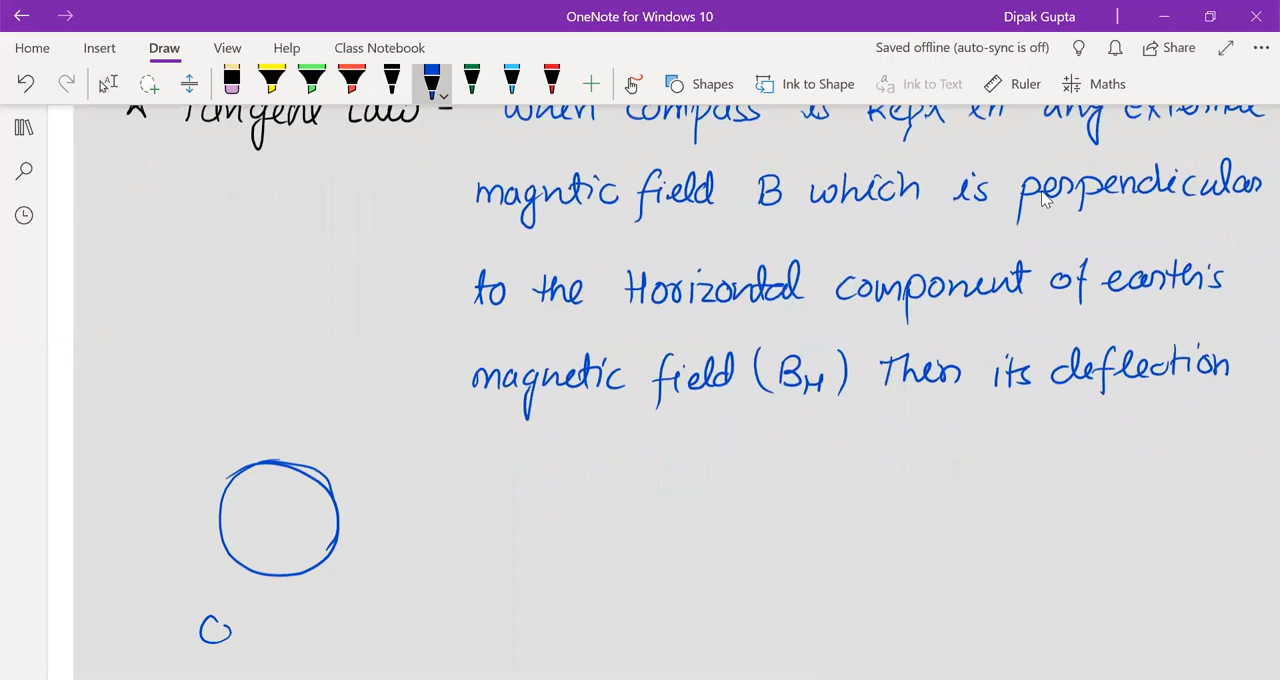 OneNote for Windows 10
Dipak Gupta
Home Insert Draw View Help Class Notebook
Saved offline (auto-sync is off)
Share
Shapes
Ink to Shape
Ink to Text
Ruler
Maths
* Tangent Law - When compass is kept in any external
magntic field B which is perpendicular
to the Horizontal component of earth's
magnetic field (BH) Then its deflection